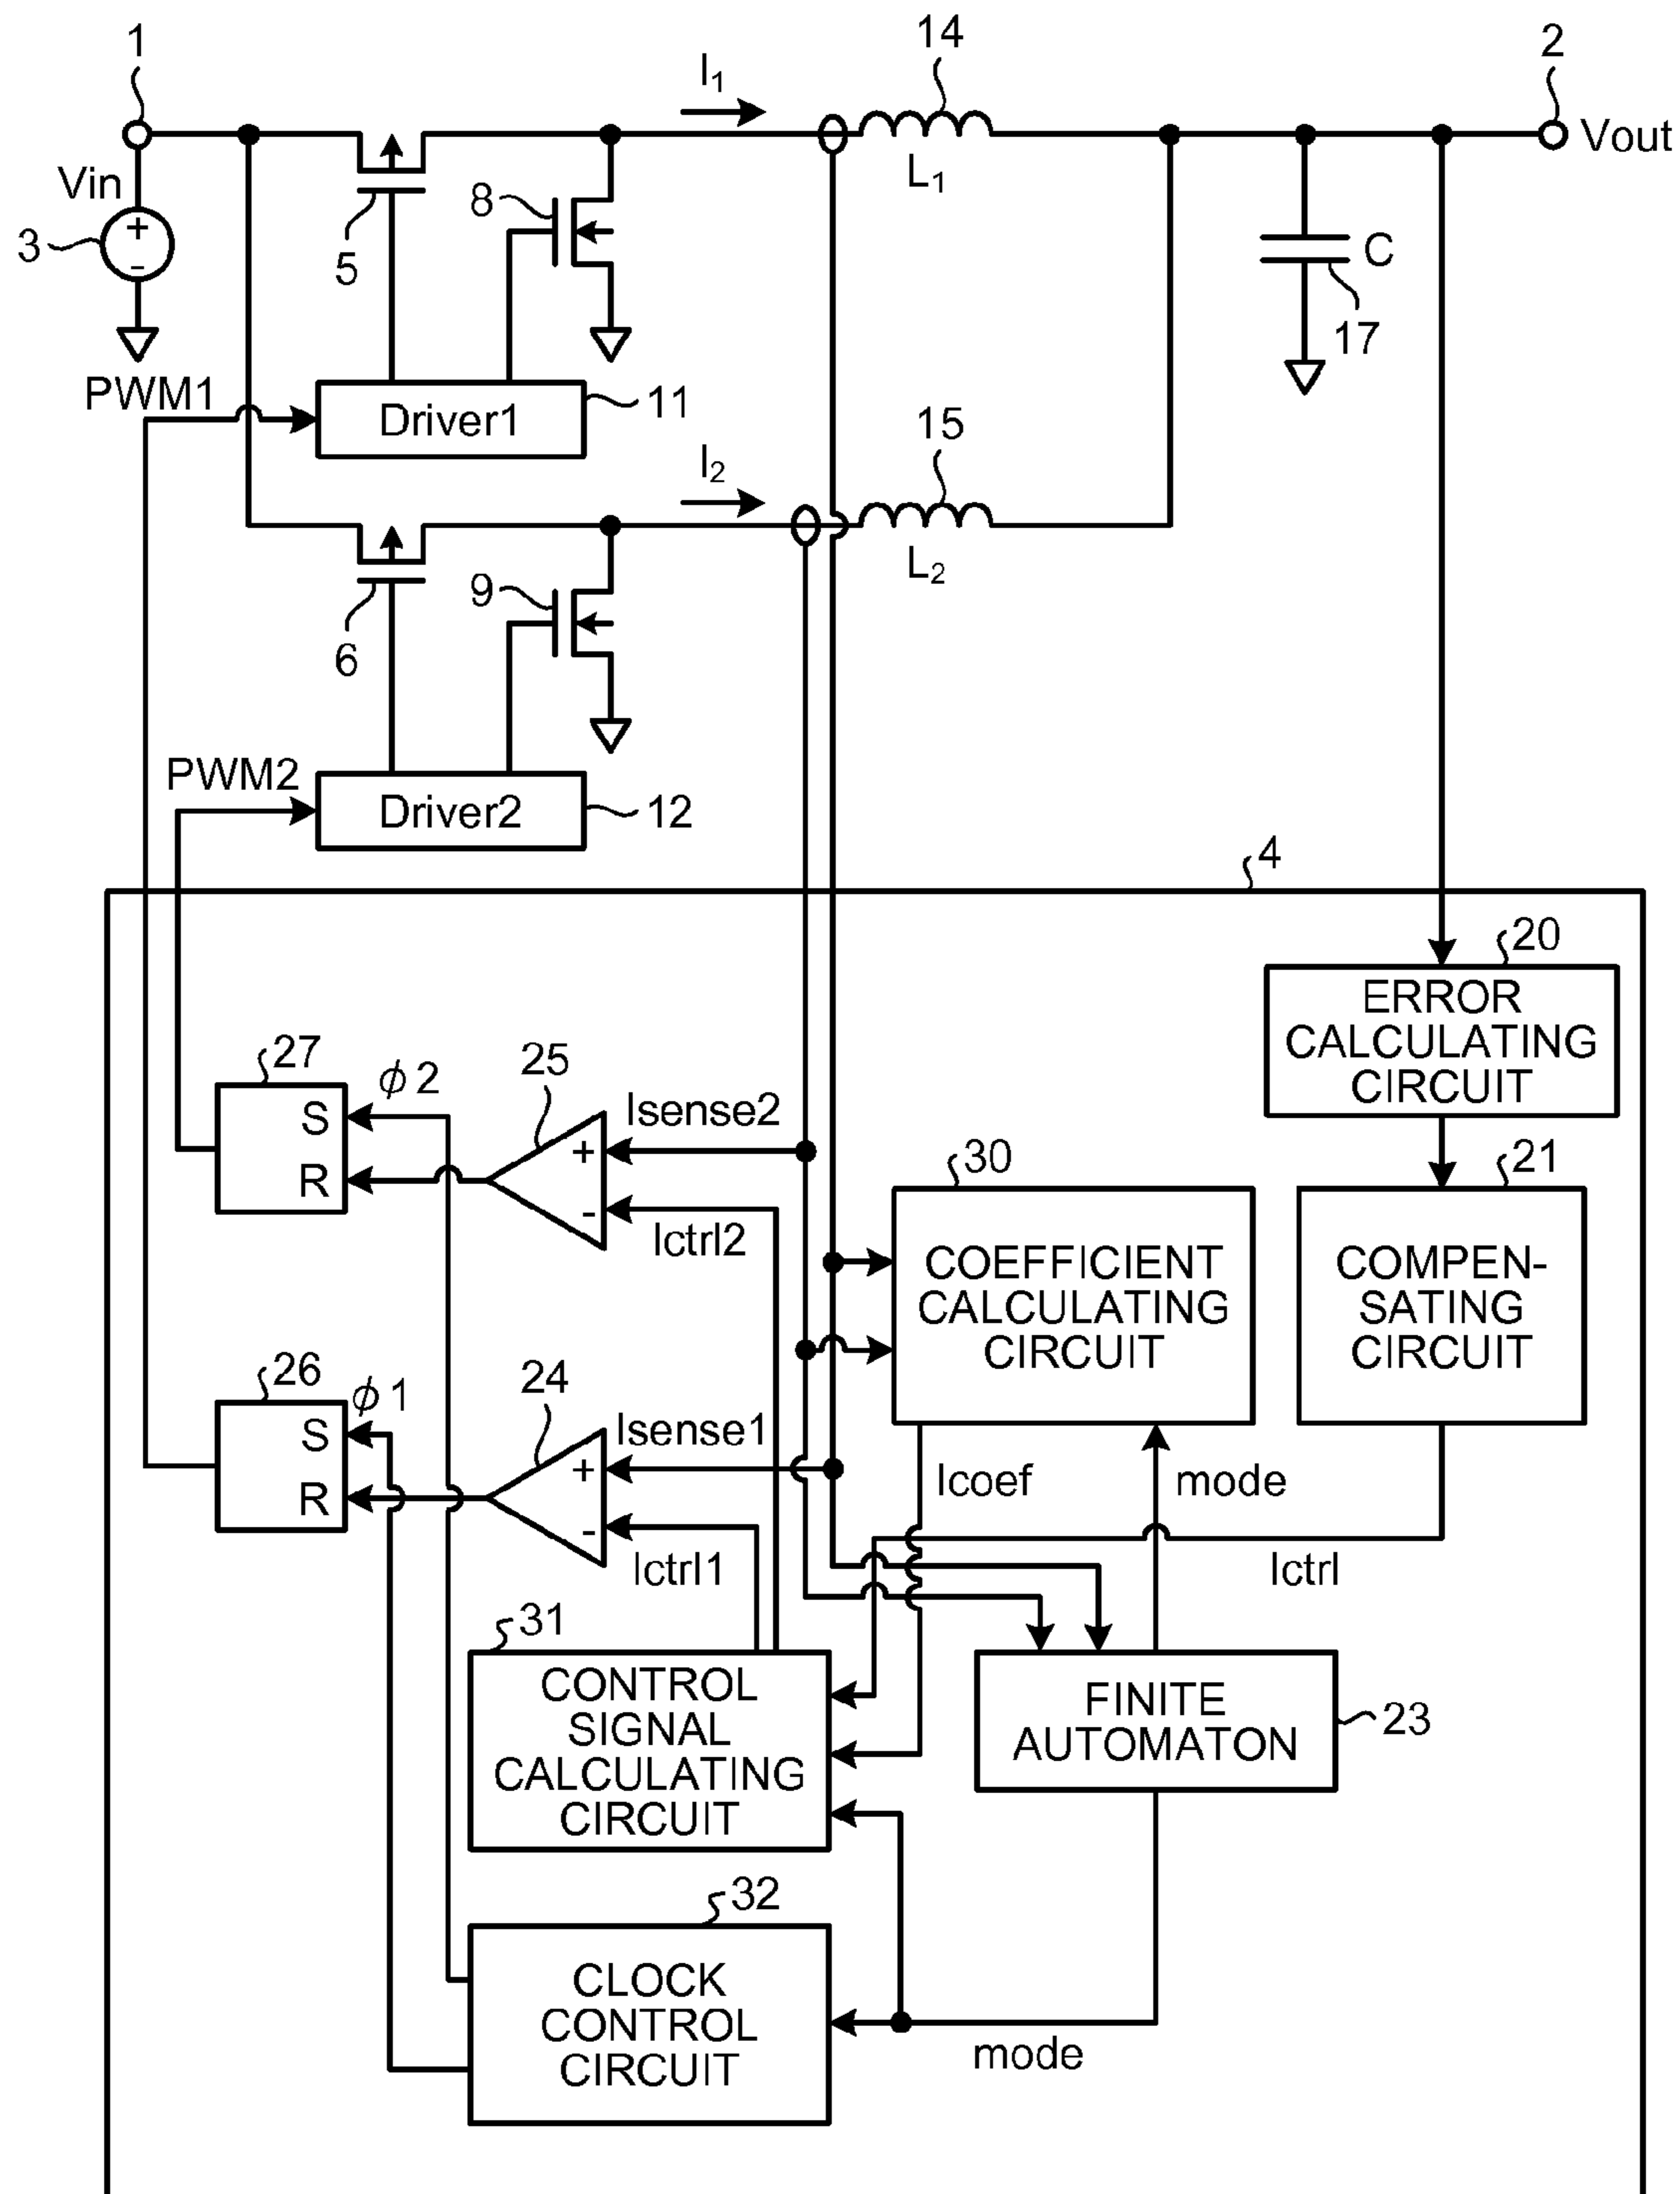 1
I₁
14
2
Vin
Vout
3
+
-
5
8
L₁
C
17
PWM1
Driver1
11
I₂
15
6
9
L₂
PWM2
Driver2
12
4
20
ERROR
CALCULATING
CIRCUIT
27
φ2
S
R
25
+
-
Isense2
Ictrl2
30
COEFFICIENT
CALCULATING
CIRCUIT
21
COMPEN-
SATING
CIRCUIT
26
φ1
S
R
24
+
-
Isense1
Ictrl1
Icoef
mode
Ictrl
31
CONTROL
SIGNAL
CALCULATING
CIRCUIT
FINITE
AUTOMATON
23
32
CLOCK
CONTROL
CIRCUIT
mode